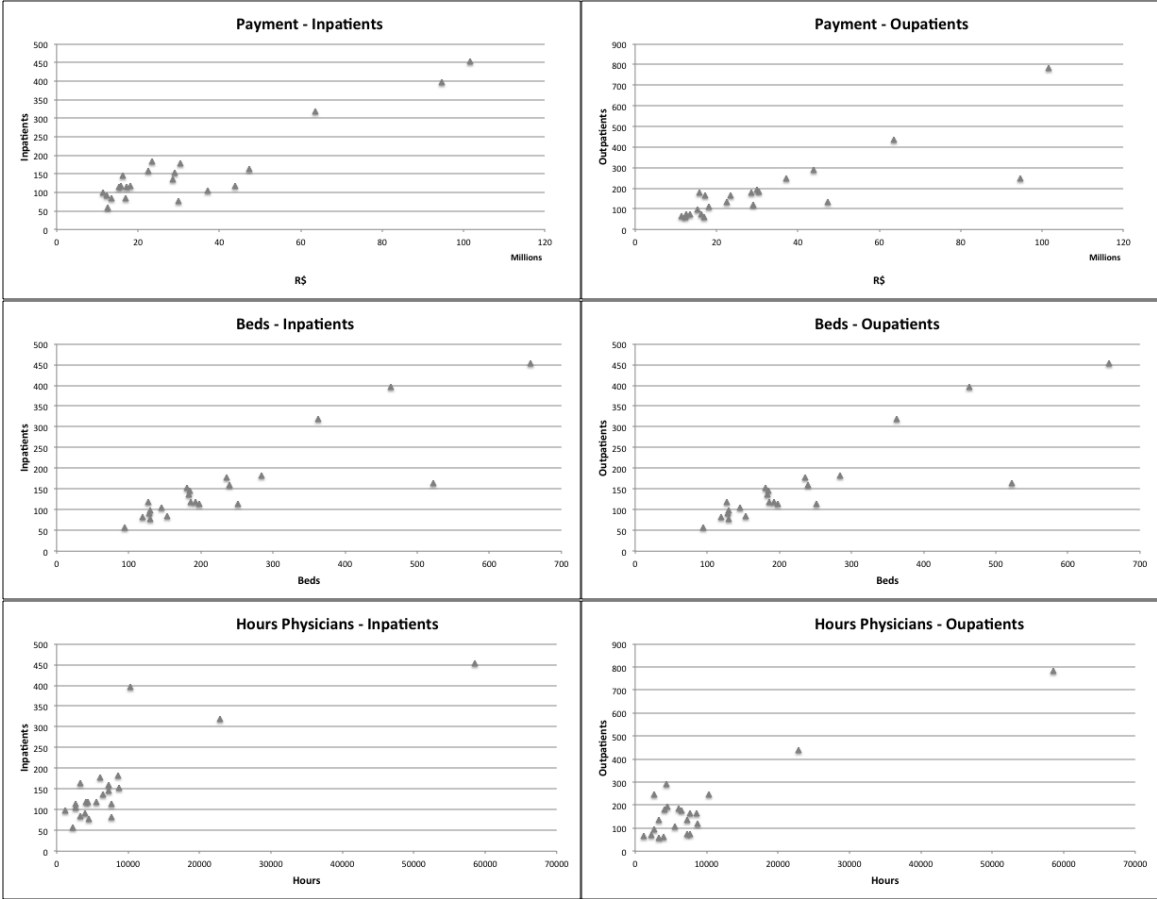 Payment - Inpatients
500
450
400
350
300
250
200
150
100
50
0
Inpatients
0 20 40 60 80 100 120
Millions
R$
Payment - Oupatients
900
800
700
600
500
400
300
200
100
0
Outpatients
0 20 40 60 80 100 120
Millions
R$
Beds - Inpatients
500
450
400
350
300
250
200
150
100
50
0
Inpatients
0 100 200 300 400 500 600 700
Beds
Beds - Oupatients
500
450
400
350
300
250
200
150
100
50
0
Outpatients
0 100 200 300 400 500 600 700
Beds
Hours Physicians - Inpatients
500
450
400
350
300
250
200
150
100
50
0
Inpatients
0 10000 20000 30000 40000 50000 60000 70000
Hours
Hours Physicians - Oupatients
900
800
700
600
500
400
300
200
100
0
Outpatients
0 10000 20000 30000 40000 50000 60000 70000
Hours